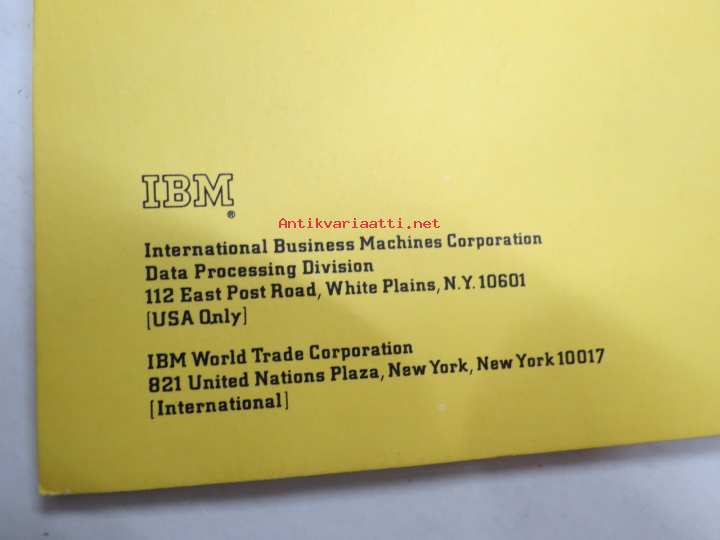 IBM
®
Antikvariaatti.net
International Business Machines Corporation
Data Processing Division
112 East Post Road, White Plains, N.Y. 10601
[USA Only]
IBM World Trade Corporation
821 United Nations Plaza, New York, New York 10017
[International]